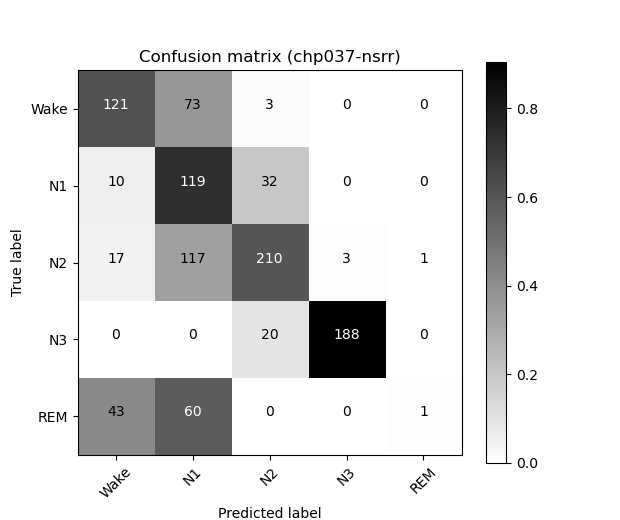 Confusion matrix (chp037-nsrr)
True label
Wake 121 73 3 0 0
N1 10 119 32 0 0
N2 17 117 210 3 1
N3 0 0 20 188 0
REM 43 60 0 0 1
Wake N1 N2 N3 REM
Predicted label
0.8
0.6
0.4
0.2
0.0